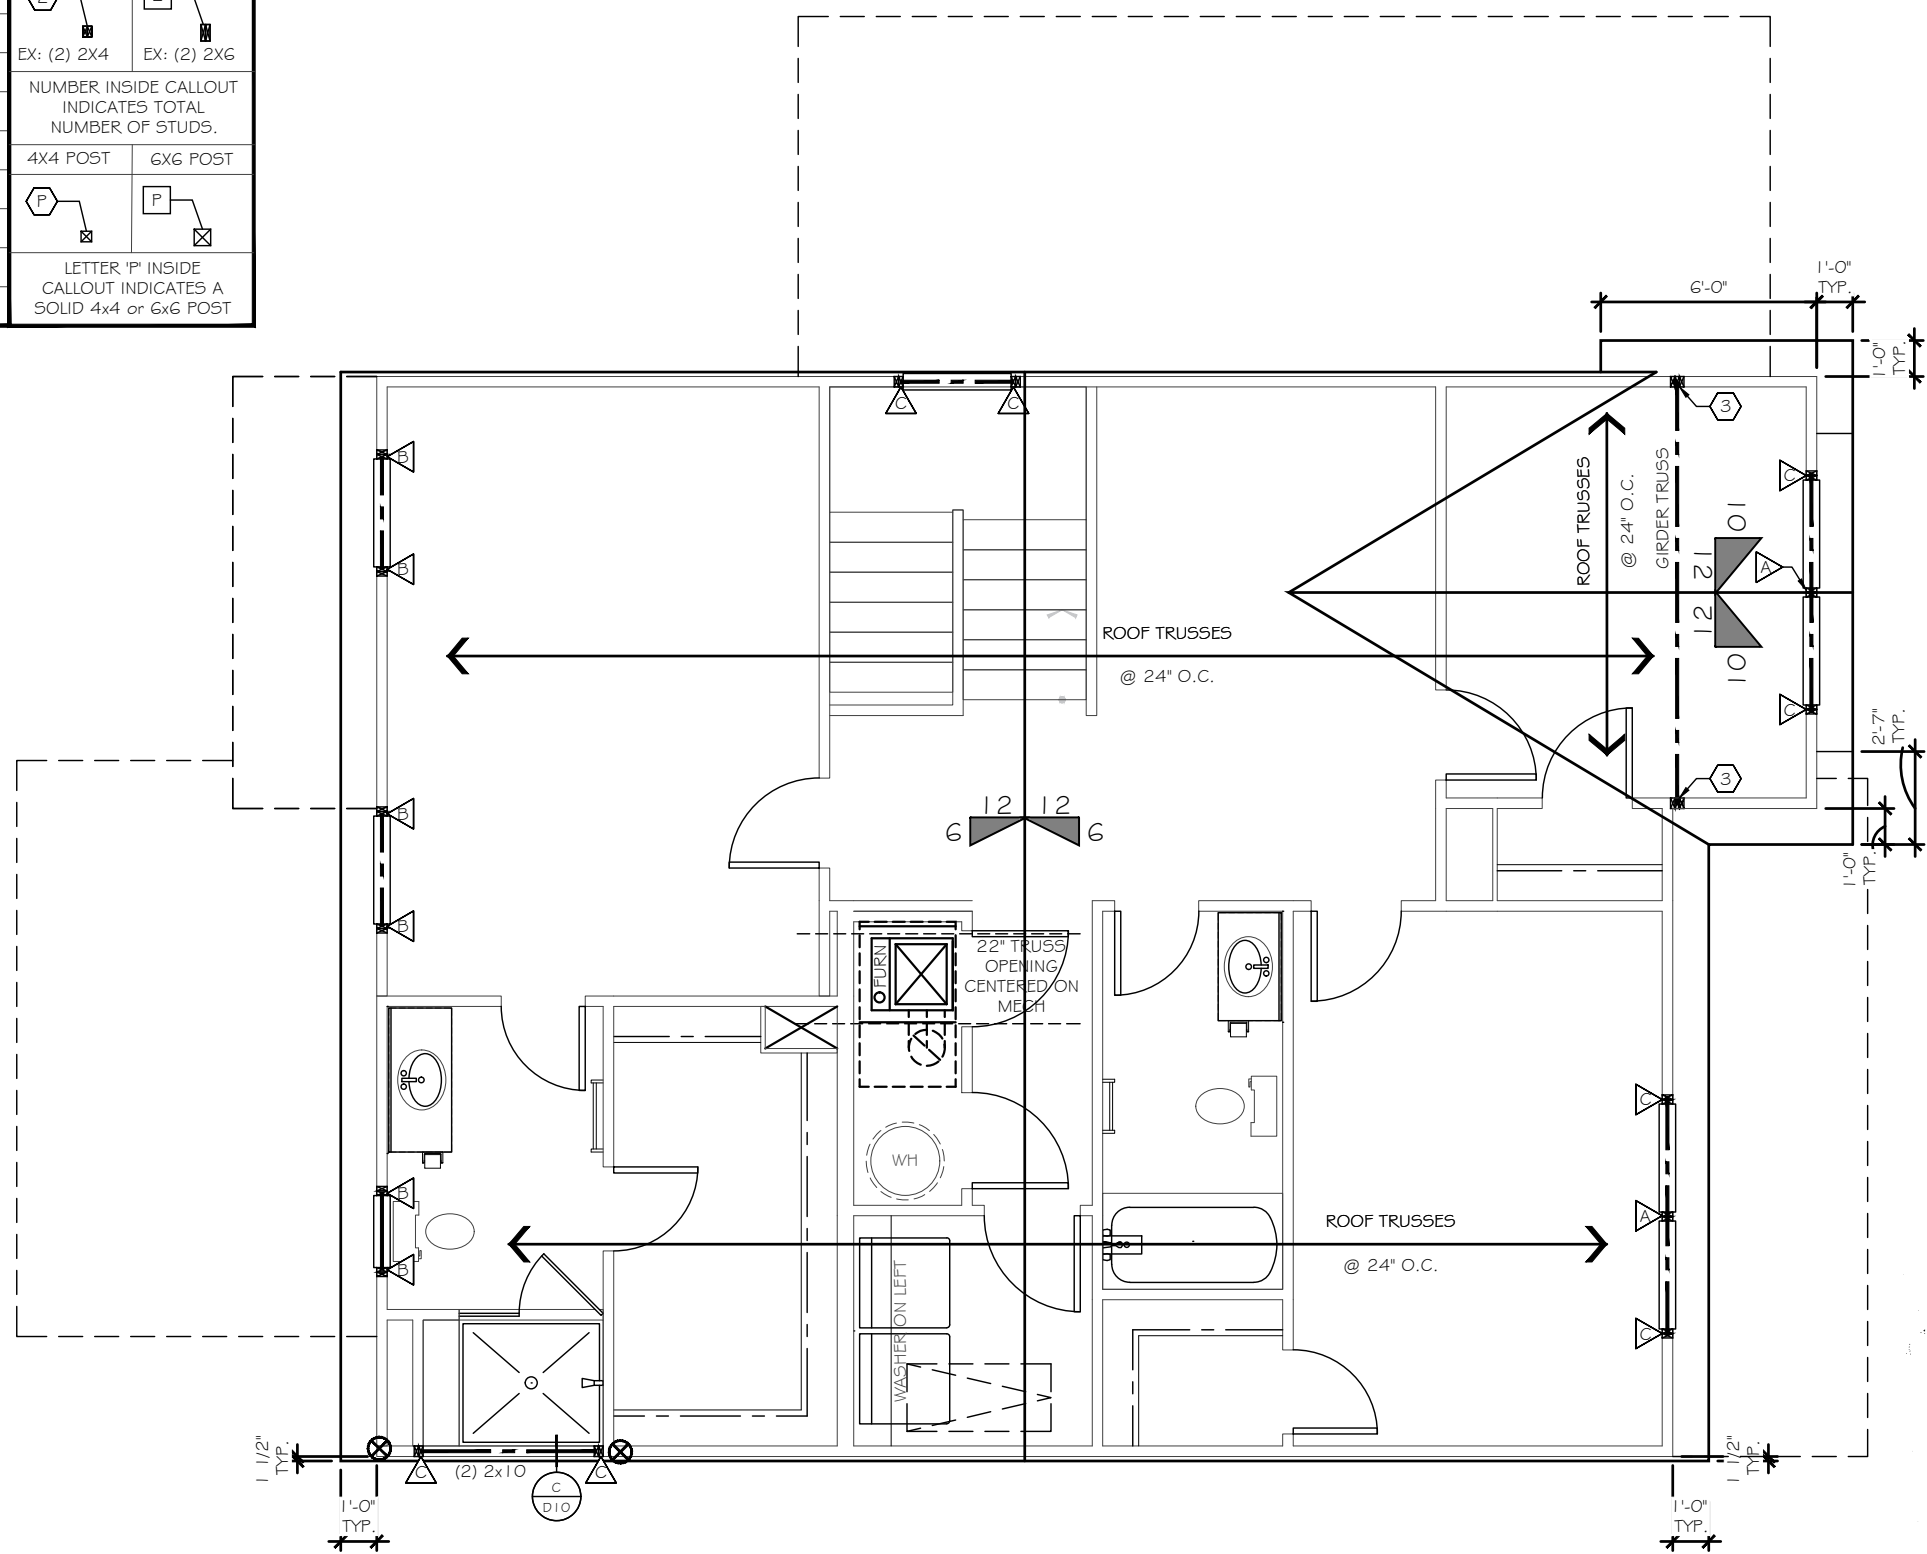 2
2
EX: (2) 2X4
EX: (2) 2X6
NUMBER INSIDE CALLOUT
INDICATES TOTAL
NUMBER OF STUDS.
4X4 POST
6X6 POST
P
P
LETTER 'P' INSIDE
CALLOUT INDICATES A
SOLID 4x4 or 6x6 POST
6'-0"
1'-0"
TYP.
1'-0"
TYP.
C
C
3
B
B
ROOF TRUSSES
@ 24" O.C.
GIRDER TRUSS
C
10
12
A
12
10
C
ROOF TRUSSES
@ 24" O.C.
2'-7"
TYP.
3
B
B
12
12
6
6
1'-0"
TYP.
FURN
22" TRUSS
OPENING
CENTERED ON
MECH
WH
B
B
C
A
C
ROOF TRUSSES
@ 24" O.C.
WASHER ON LEFT
1 1/2"
TYP.
C
(2) 2x10
C
C
D10
1 1/2"
TYP.
1'-0"
TYP.
1'-0"
TYP.